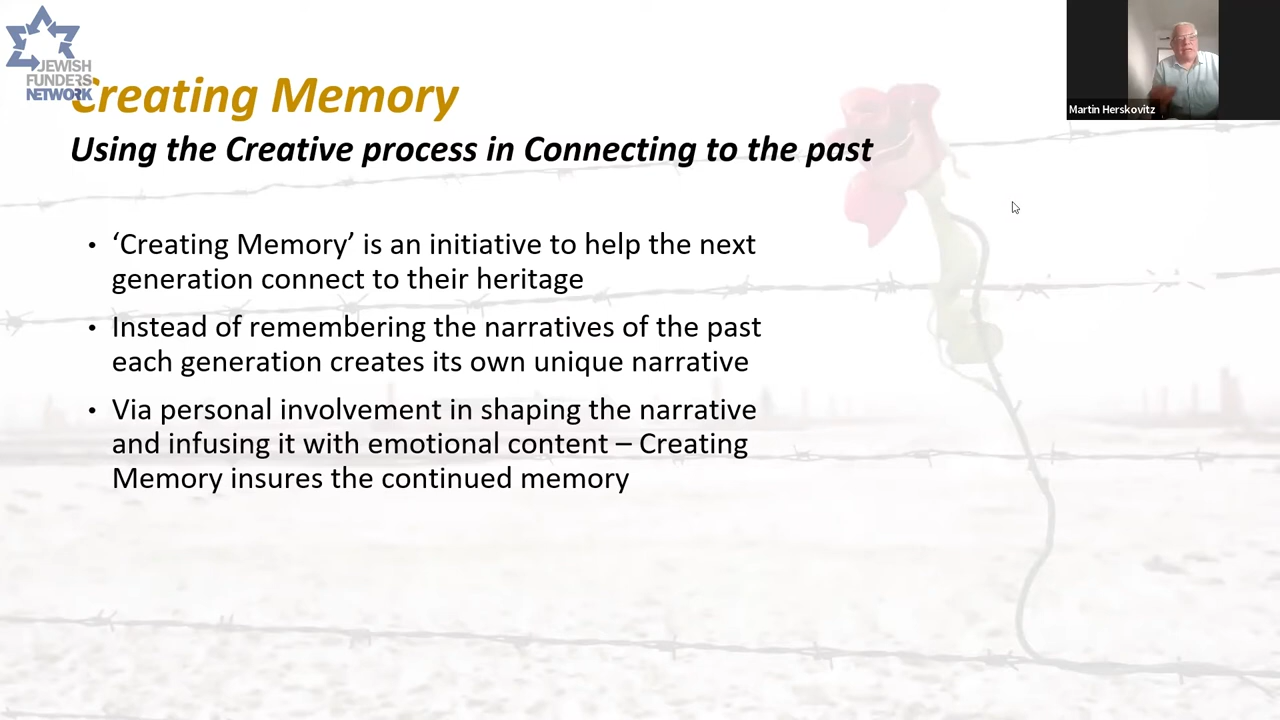 JEWISH
FUNDERS
NETWORK
Creating Memory
Using the Creative process in Connecting to the past
Martin Herskovitz
• ‘Creating Memory’ is an initiative to help the next
generation connect to their heritage
• Instead of remembering the narratives of the past
each generation creates its own unique narrative
• Via personal involvement in shaping the narrative
and infusing it with emotional content – Creating
Memory insures the continued memory